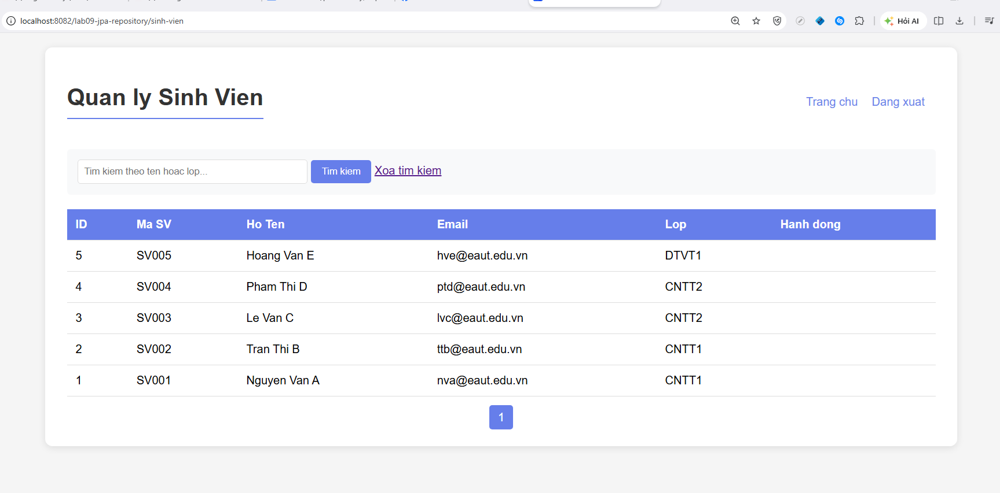 localhost:8082/lab09-jpa-repository/sinh-vien
Hỏi AI
Quan ly Sinh Vien
Trang chu Dang xuat
Tim kiem theo ten hoac lop... Tim kiem Xoa tim kiem
ID Ma SV Ho Ten Email Lop Hanh dong
5 SV005 Hoang Van E hve@eaut.edu.vn DTVT1
4 SV004 Pham Thi D ptd@eaut.edu.vn CNTT2
3 SV003 Le Van C lvc@eaut.edu.vn CNTT2
2 SV002 Tran Thi B ttb@eaut.edu.vn CNTT1
1 SV001 Nguyen Van A nva@eaut.edu.vn CNTT1
1